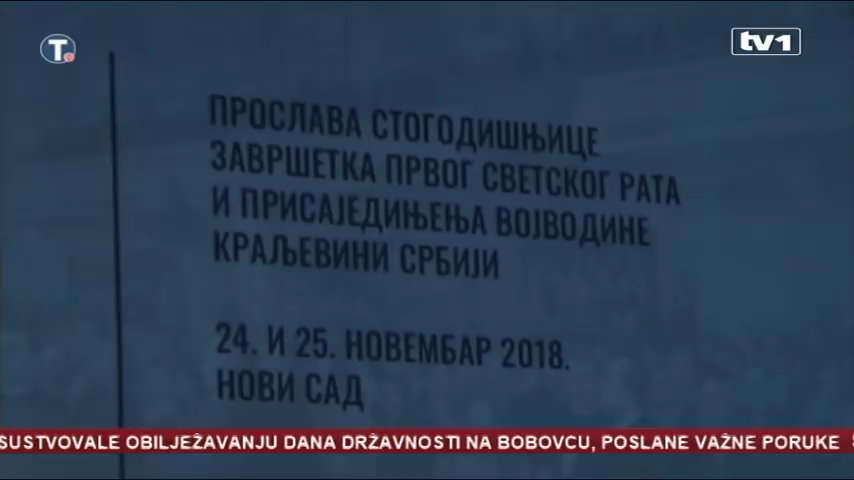 T
tv1
ПРОСЛАВА СТОГОДИШЊИЦЕ
ЗАВРШЕТКА ПРВОГ СВЕТСКОГ РАТА
И ПРИСАЈЕДИЊЕЊА ВОЈВОДИНЕ
КРАЉЕВИНИ СРБИЈИ
24. И 25. НОВЕМБАР 2018.
НОВИ САД
SUSTVOVALE OBILJEŽAVANJU DANA DRŽAVNOSTI NA BOBOVCU, POSLANE VAŽNE PORUKE